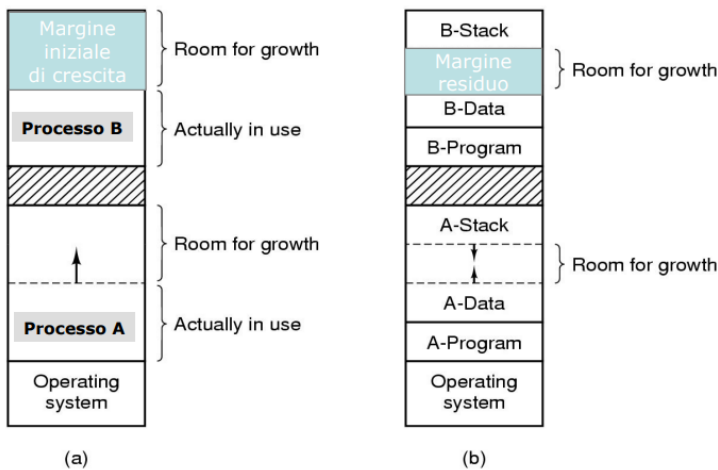 Margine
iniziale
di crescita
Room for growth
Processo B
Actually in use
Room for growth
Processo A
Actually in use
Operating
system
(a)
B-Stack
Margine
residuo
Room for growth
B-Data
B-Program
A-Stack
Room for growth
A-Data
A-Program
Operating
system
(b)